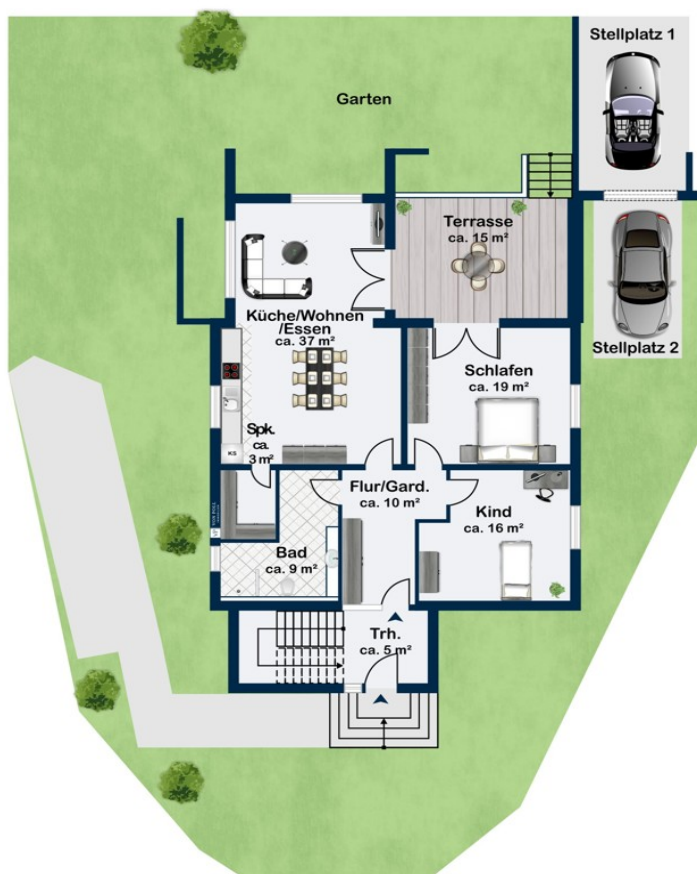 Stellplatz 1
Garten
Terrasse
ca. 15 m²
Küche/Wohnen
/Essen
ca. 37 m²
Stellplatz 2
Schlafen
ca. 19 m²
Spk.
ca.
3 m²
KS
Flur/Gard.
ca. 10 m²
Kind
ca. 16 m²
Bad
ca. 9 m²
Trh.
ca. 5 m²